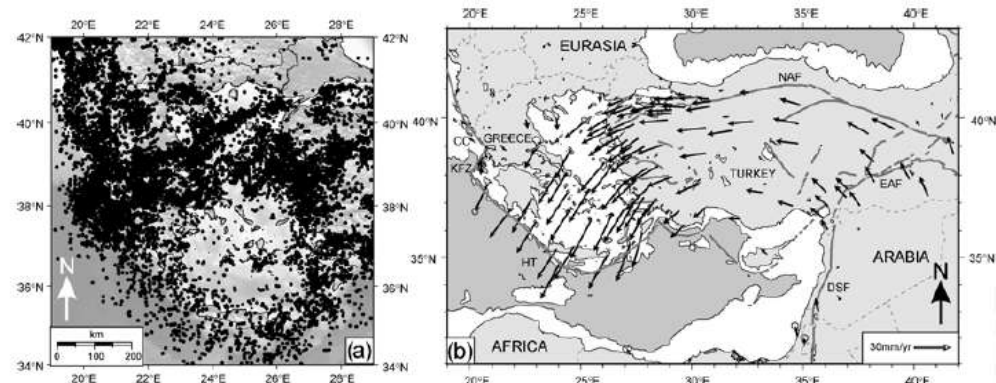 20°E 22°E 24°E 26°E 28°E
42°N 42°N
40°N 40°N
38°N 38°N
36°N 36°N
34°N 34°N
N
km
0 100 200
(a)
20°E 22°E 24°E 26°E 28°E
20°E 25°E 30°E 35°E 40°E
EURASIA
NAF
40°N 40°N
CC GREECE
KFZ
TURKEY
EAF
35°N 35°N
HT
ARABIA
N
DSF
AFRICA
(b)
30mm/yr
20°E 25°E 30°E 35°E 40°E